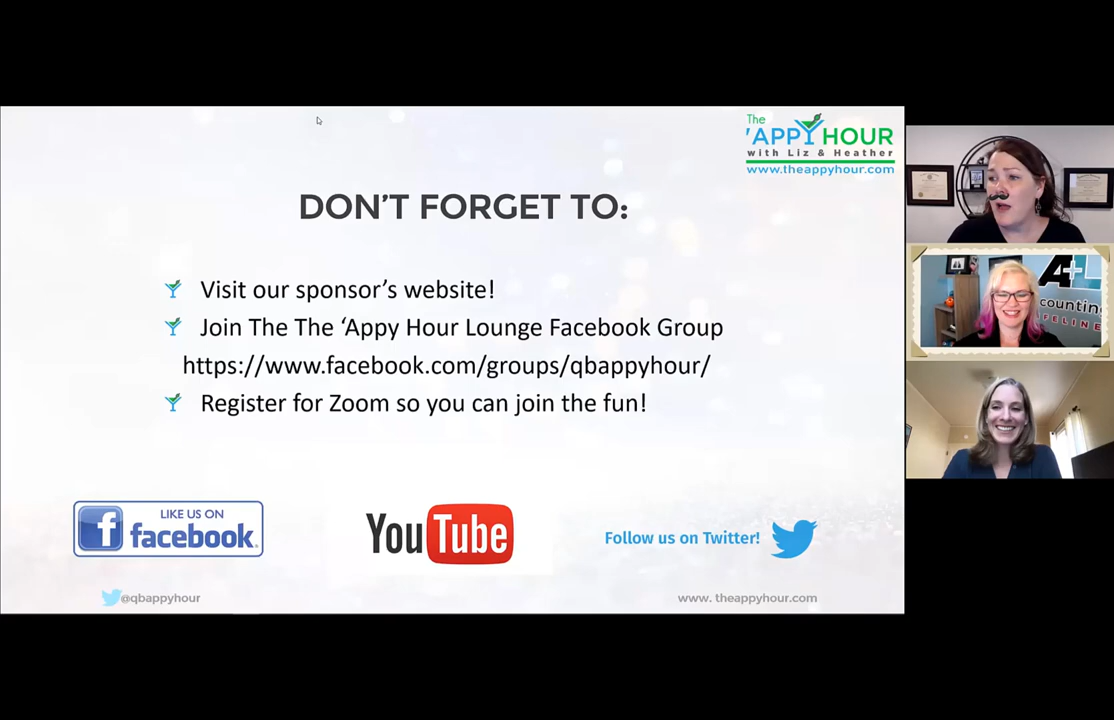 The
'APPY HOUR
with Liz & Heather
www.theappyhour.com
DON'T FORGET TO:
Visit our sponsor's website!
Join The The 'Appy Hour Lounge Facebook Group
https://www.facebook.com/groups/qbappyhour/
Register for Zoom so you can join the fun!
LIKE US ON
facebook
YouTube
Follow us on Twitter!
@qbappyhour
www. theappyhour.com
A+
counting
LIFELINE